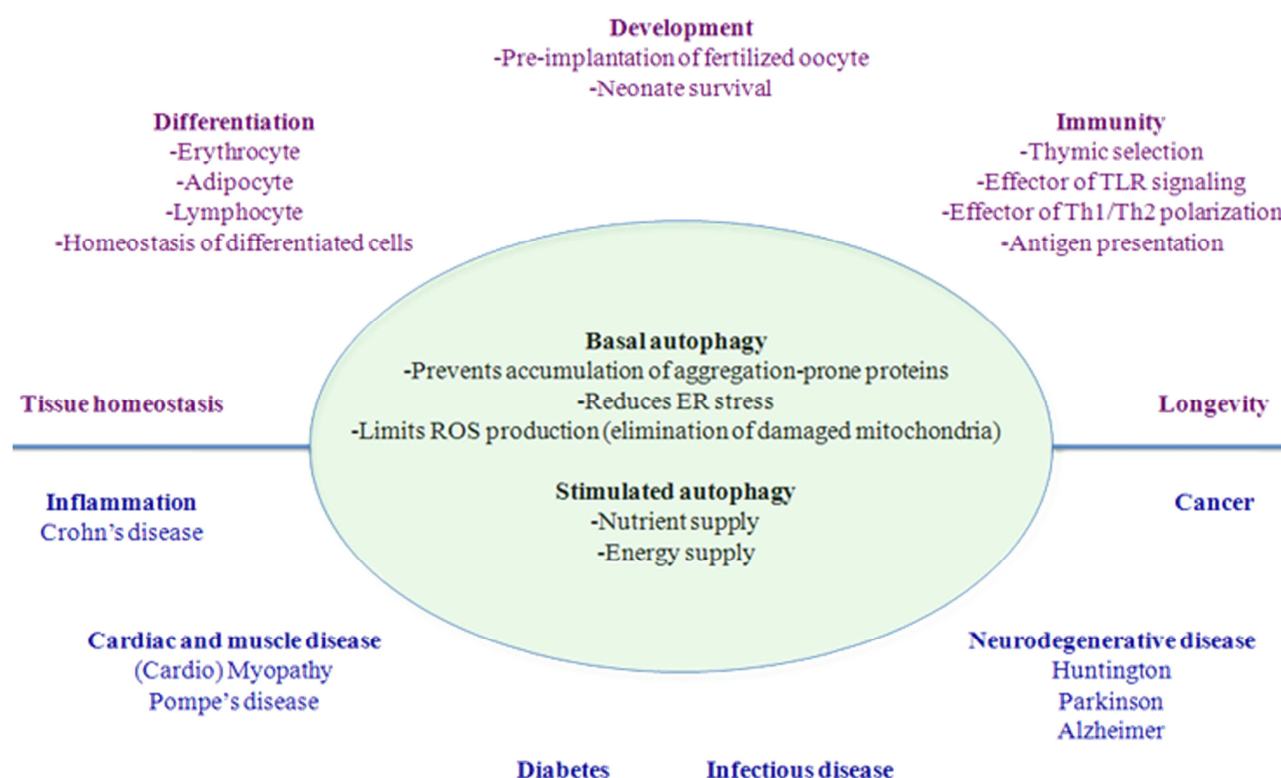 Development
-Pre-implantation of fertilized oocyte
-Neonate survival
Differentiation
-Erythrocyte
-Adipocyte
-Lymphocyte
-Homeostasis of differentiated cells
Immunity
-Thymic selection
-Effector of TLR signaling
-Effector of Th1/Th2 polarization
-Antigen presentation
Basal autophagy
-Prevents accumulation of aggregation-prone proteins
-Reduces ER stress
-Limits ROS production (elimination of damaged mitochondria)
Stimulated autophagy
-Nutrient supply
-Energy supply
Tissue homeostasis
Longevity
Inflammation
Crohn’s disease
Cancer
Cardiac and muscle disease
(Cardio) Myopathy
Pompe’s disease
Neurodegenerative disease
Huntington
Parkinson
Alzheimer
Diabetes
Infectious disease